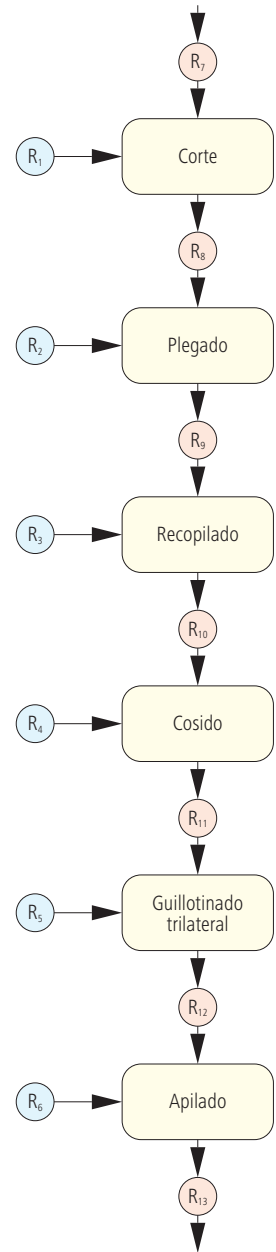 R₇
R₁
Corte
R₈
R₂
Plegado
R₉
R₃
Recopilado
R₁₀
R₄
Cosido
R₁₁
R₅
Guillotinado
trilateral
R₁₂
R₆
Apilado
R₁₃